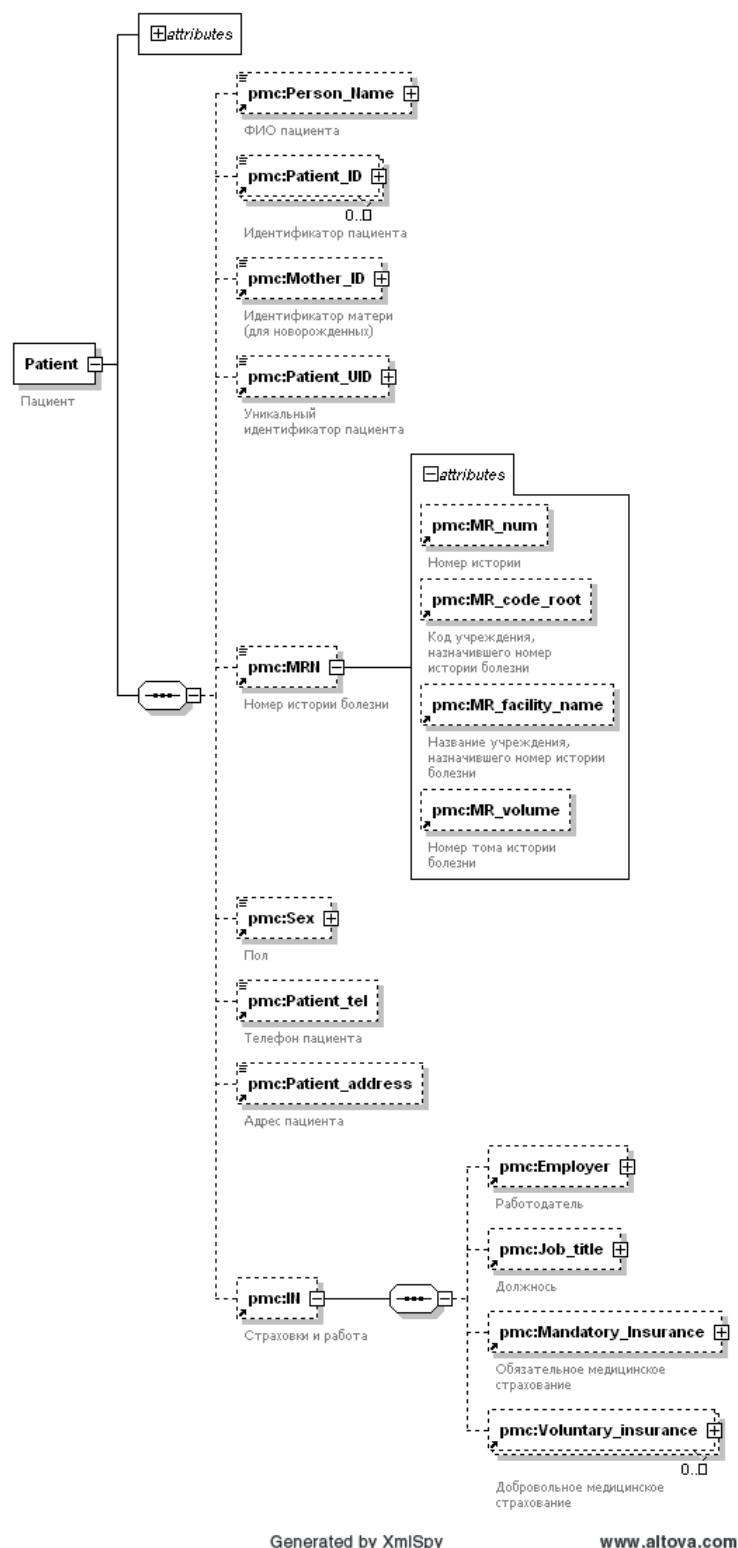 attributes
pmc:Person_Name
ФИО пациента
pmc:Patient_ID
0..
Идентификатор пациента
pmc:Mother_ID
Идентификатор матери
(для новорожденных)
Patient
Пациент
pmc:Patient_UID
Уникальный
идентификатор пациента
attributes
pmc:MR_num
Номер истории
pmc:MR_code_root
Код учреждения,
назначившего номер
истории болезни
pmc:MRN
Номер истории болезни
pmc:MR_facility_name
Название учреждения,
назначившего номер истории
болезни
pmc:MR_volume
Номер тома истории
болезни
pmc:Sex
Пол
pmc:Patient_tel
Телефон пациента
pmc:Patient_address
Адрес пациента
pmc:Employer
Работодатель
pmc:Job_title
Должнось
pmc:IN
Страховки и работа
pmc:Mandatory_Insurance
Обязательное медицинское
страхование
pmc:Voluntary_insurance
0..
Добровольное медицинское
страхование
Generated by XmlSpy
www.altova.com